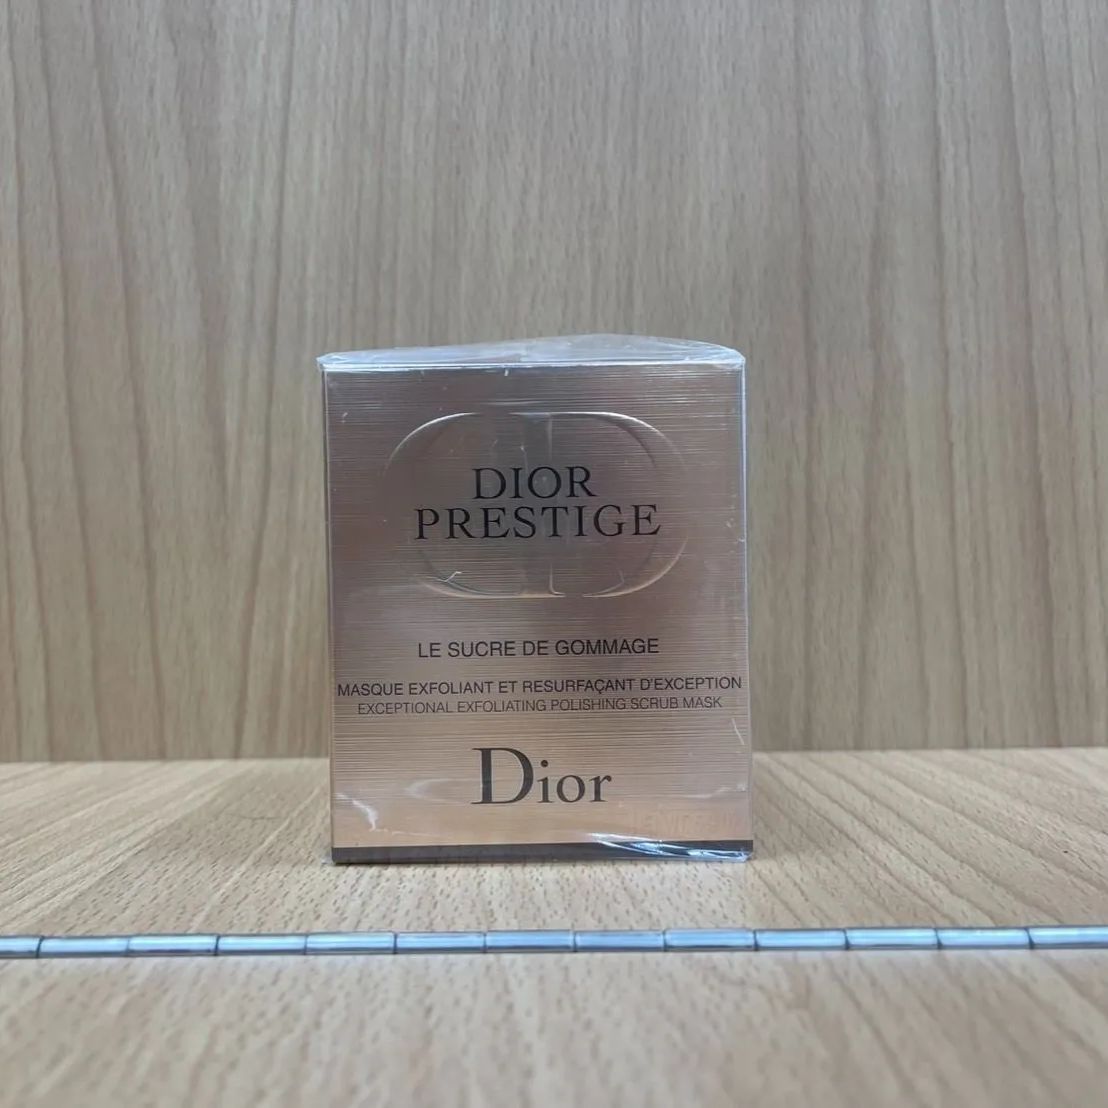 DIOR
PRESTIGE
LE SUCRE DE GOMMAGE
MASQUE EXFOLIANT ET RESURFAÇANT D'EXCEPTION
EXCEPTIONAL EXFOLIATING POLISHING SCRUB MASK
Dior